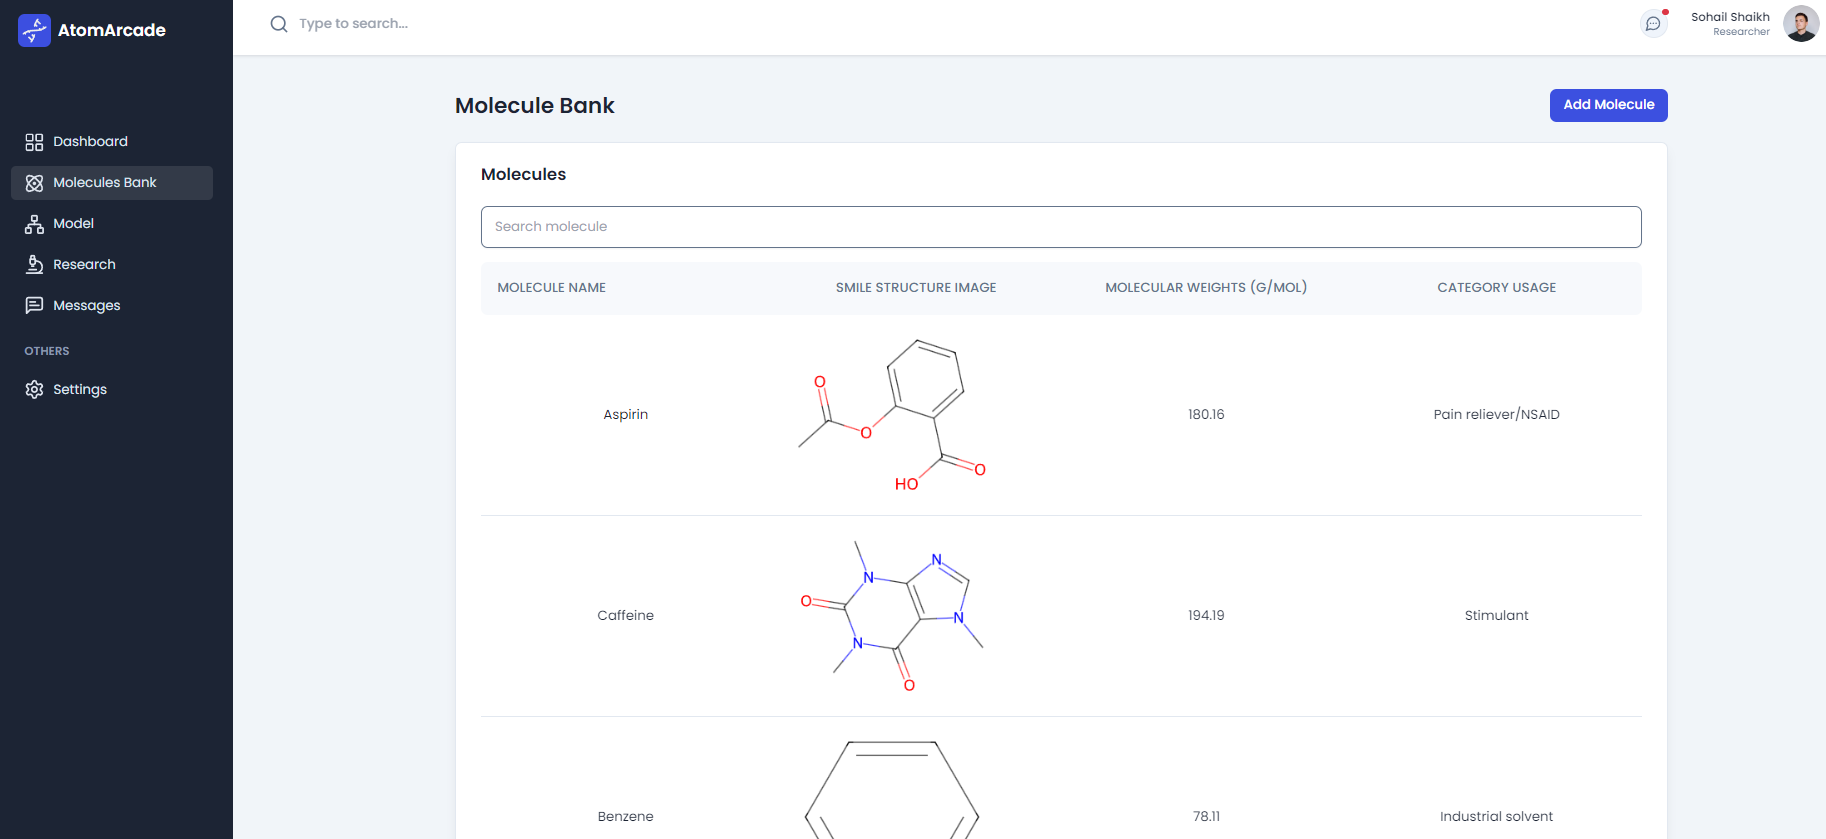 AtomArcade
Type to search...
Sohail Shaikh
Researcher
Dashboard
Molecules Bank
Model
Research
Messages
OTHERS
Settings
Molecule Bank
Add Molecule
Molecules
Search molecule
MOLECULE NAME SMILE STRUCTURE IMAGE MOLECULAR WEIGHTS (G/MOL) CATEGORY USAGE
O
O
O
HO
Aspirin 180.16 Pain reliever/NSAID
N
N
O
N
N
O
Caffeine 194.19 Stimulant
Benzene 78.11 Industrial solvent